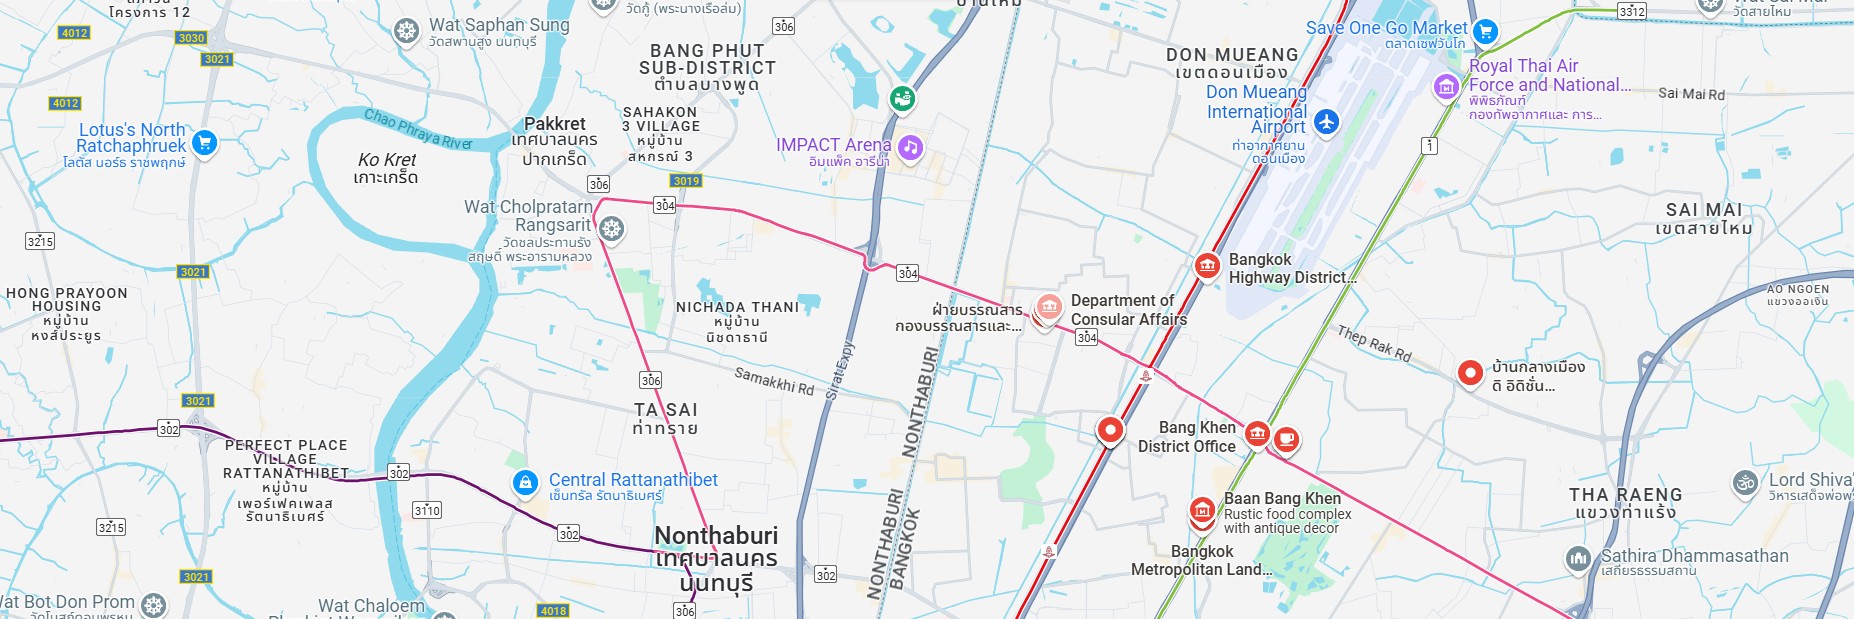 โครงการ 12
4012
3030
3021
Wat Saphan Sung
วัดสพานสูง นนทบุรี
วัดกู้ (พระนางเรือล่ม)
306
BANG PHUT
SUB-DISTRICT
ตำบลบางพูด
บ้านใหม่
DON MUEANG
เขตดอนเมือง
Save One Go Market
ตลาดเซฟวันโก
3312
วัดสายไหม
Royal Thai Air
Force and National...
พิพิธภัณฑ์
กองทัพอากาศและ การ...
Sai Mai Rd
Don Mueang
International
Airport
ท่าอากาศยาน
ดอนเมือง
4012
Lotus's North
Ratchaphruek
โลตัส นอร์ธ ราชพฤกษ์
Chao Phraya River
Ko Kret
เกาะเกร็ด
Pakkret
เทศบาลนคร
ปากเกร็ด
SAHAKON
3 VILLAGE
หมู่บ้าน
สหกรณ์ 3
IMPACT Arena
อิมแพ็ค อารีน่า
1
306
3019
304
Wat Cholpratarn
Rangsarit
วัดชลประทานรัง
สฤษดิ์ พระอารามหลวง
SAI MAI
เขตสายไหม
3215
3021
304
Bangkok
Highway District...
HONG PRAYOON
HOUSING
หมู่บ้าน
หงส์ประยูร
NICHADA THANI
หมู่บ้าน
นิชดาธานี
ฝ่ายบรรณสาร
กองบรรณสารและ...
Department of
Consular Affairs
304
AO NGOEN
แขวงออเงิน
Thep Rak Rd
บ้านกลางเมือง
ดิ อิดิชั่น...
Samakkhi Rd
Sirat Expy
NONTHABURI
306
3021
TA SAI
ท่าทราย
302
PERFECT PLACE
VILLAGE
RATTANATHIBET
หมู่บ้าน
เพอร์เฟคเพลส
รัตนาธิเบศร์
302
Bang Khen
District Office
Central Rattanathibet
เซ็นทรัล รัตนาธิเบศร์
Baan Bang Khen
Rustic food complex
with antique decor
THA RAENG
แขวงท่าแร้ง
Lord Shiva'
วิหารเสด็จพ่อพร
3215
3110
302
Nonthaburi
เทศบาลนคร
นนทบุรี
NONTHABURI
BANGKOK
Bangkok
Metropolitan Land...
Sathira Dhammasathan
เสถียรธรรมสถาน
3021
302
Wat Bot Don Prom
Wat Chaloem
4018
306